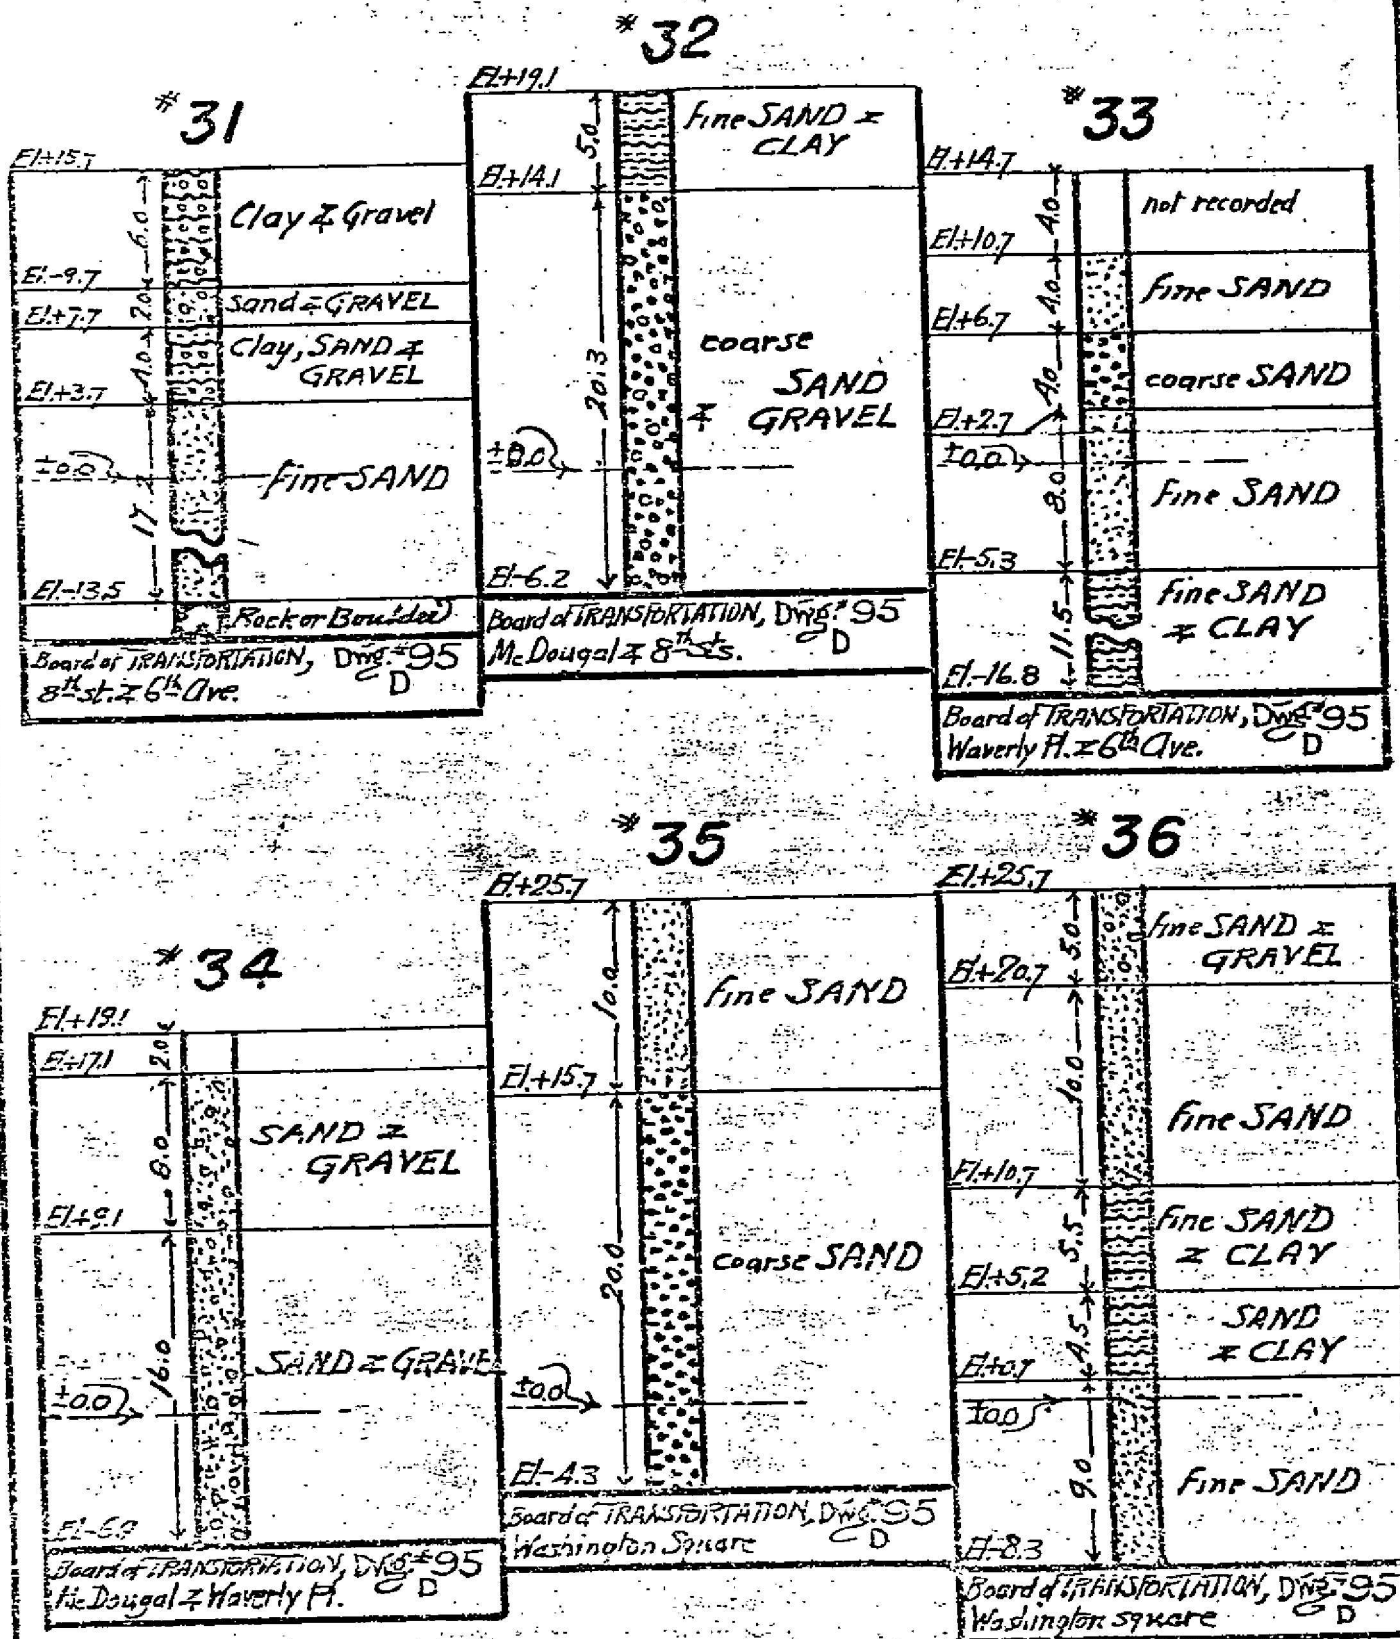 #31
El+15.7
6.0
Clay & Gravel
El-9.7
2.0
Sand & GRAVEL
El+7.7
4.0
Clay, SAND &
GRAVEL
El+3.7
±0.0
17.2
fine SAND
El-13.5
Rock or Boulder
Board of TRANSPORTATION, Dwg.#95
D
8th st. & 6th Ave.
#32
El+19.1
5.0
fine SAND &
CLAY
El+14.1
20.3
coarse
SAND
& GRAVEL
±0.0
El-6.2
Board of TRANSPORTATION, Dwg.#95
D
McDougal & 8th Sts.
#33
El+14.7
4.0
not recorded
El+10.7
4.0
fine SAND
El+6.7
4.0
coarse SAND
El+2.7
±0.0
8.0
fine SAND
El-5.3
11.5
fine SAND
& CLAY
El-16.8
Board of TRANSPORTATION, Dwg.#95
D
Waverly Pl. & 6th Ave.
#34
El+19.1
2.0
El+17.1
8.0
SAND &
GRAVEL
El+9.1
16.0
SAND & GRAVEL
±0.0
El-6.9
Board of TRANSPORTATION, Dwg.#95
D
McDougal & Waverly Pl.
#35
El+25.7
10.0
fine SAND
El+15.7
20.0
coarse SAND
±0.0
El-4.3
Board of TRANSPORTATION, Dwg.#95
D
Washington Square
#36
El+25.7
5.0
fine SAND &
GRAVEL
El+20.7
10.0
fine SAND
El+10.7
5.5
fine SAND
& CLAY
El+5.2
4.5
SAND
& CLAY
El+0.7
±0.0
9.0
fine SAND
El-8.3
Board of TRANSPORTATION, Dwg.#95
D
Washington square